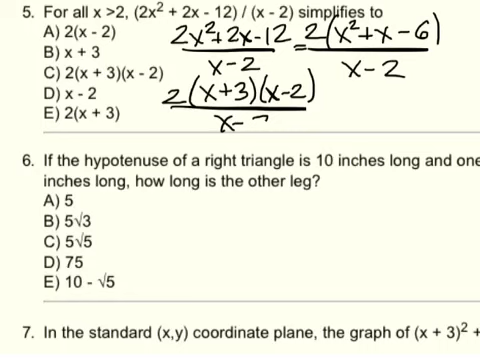 5. For all x >2, (2x² + 2x - 12) / (x - 2) simplifies to
A) 2(x - 2)
B) x + 3
C) 2(x + 3)(x - 2)
D) x - 2
E) 2(x + 3)
2x²+2x-12 = 2(x²+x-6)
x-2 x-2
2(x+3)(x-2)
x-
6. If the hypotenuse of a right triangle is 10 inches long and one
inches long, how long is the other leg?
A) 5
B) 5√3
C) 5√5
D) 75
E) 10 - √5
7. In the standard (x,y) coordinate plane, the graph of (x + 3)² +